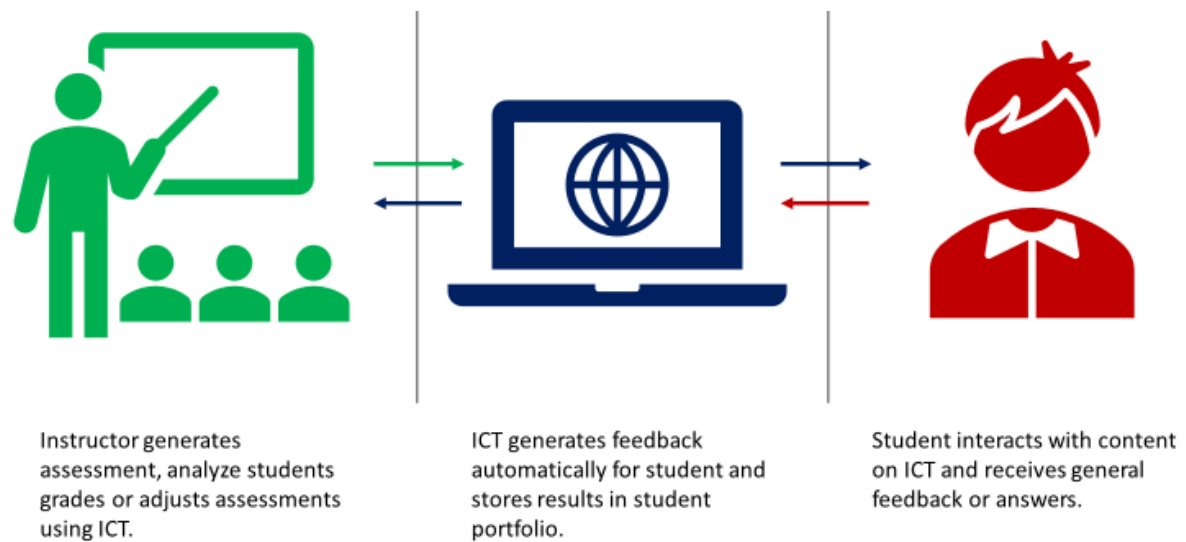 Instructor generates
assessment, analyze students
grades or adjusts assessments
using ICT.
ICT generates feedback
automatically for student and
stores results in student
portfolio.
Student interacts with content
on ICT and receives general
feedback or answers.